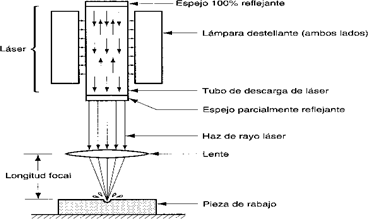 Espejo 100% reflejante
Lámpara destellante (ambos lados)
Láser
Tubo de descarga de láser
Espejo parcialmente reflejante
Haz de rayo láser
Lente
Longitud focal
Pieza de rabajo